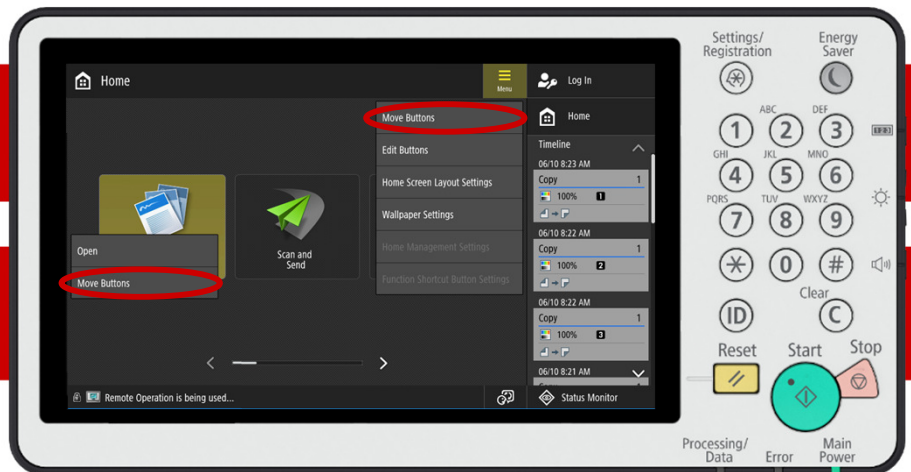 Home
Menu
Log In
Move Buttons
Edit Buttons
Home Screen Layout Settings
Wallpaper Settings
Home Management Settings
Function Shortcut Button Settings
Open
Move Buttons
Scan and
Send
Home
Timeline
06/10 8:23 AM
Copy 1
100% 1
06/10 8:22 AM
Copy 1
100% 2
06/10 8:22 AM
Copy 1
100% 3
06/10 8:21 AM
Remote Operation is being used...
Status Monitor
Settings/
Registration
Energy
Saver
ABC DEF
1 2 3
GHI JKL MNO
4 5 6
PQRS TUV WXYZ
7 8 9
0 #
ID
Clear
C
Reset Start Stop
Processing/
Data
Error
Main
Power